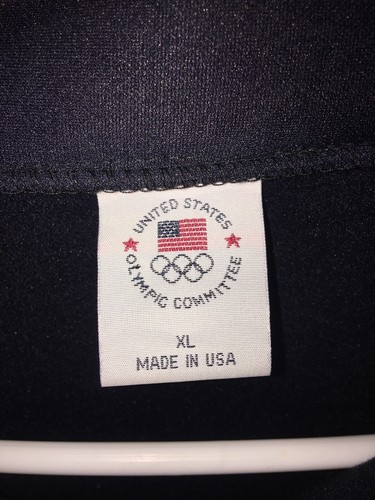 UNITED STATES
OLYMPIC COMMITTEE
XL
MADE IN USA